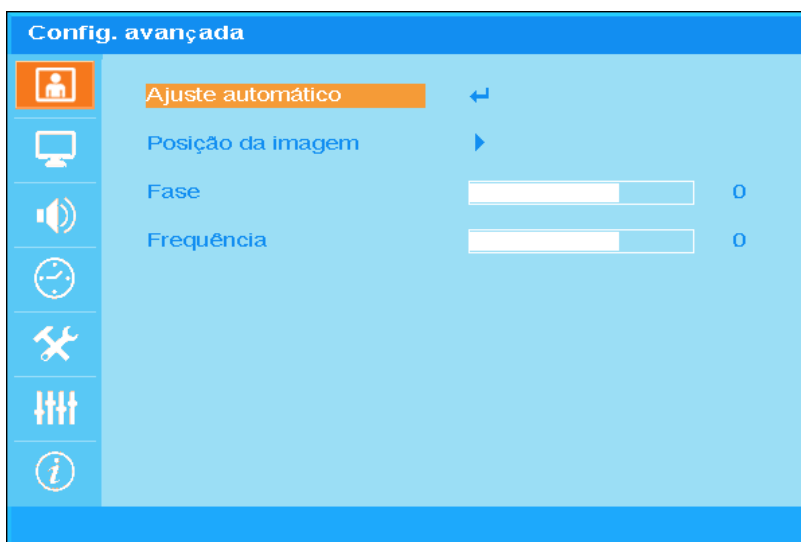 Config. avançada
Ajuste automático
Posição da imagem
Fase 0
Frequência 0